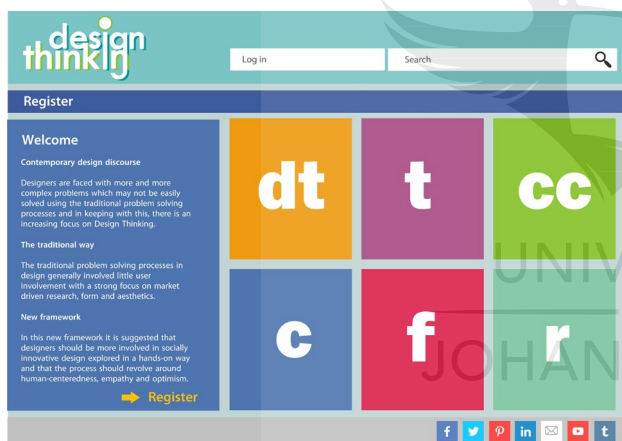 design
thinking
Log in
Search
Register
Welcome
Contemporary design discourse
Designers are faced with more and more
complex problems which may not be easily
solved using the traditional problem solving
processes and in keeping with this, there is an
increasing focus on Design Thinking.
The traditional way
The traditional problem solving processes in
design generally involved little user
involvement with a strong focus on market
driven research, form and aesthetics.
New framework
In this new framework it is suggested that
designers should be more involved in socially
innovative design explored in a hands-on way
and that the process should revolve around
human-centeredness, empathy and optimism.
Register
dt
t
cc
c
f
r
UNIV
JOHAN
f
in
t